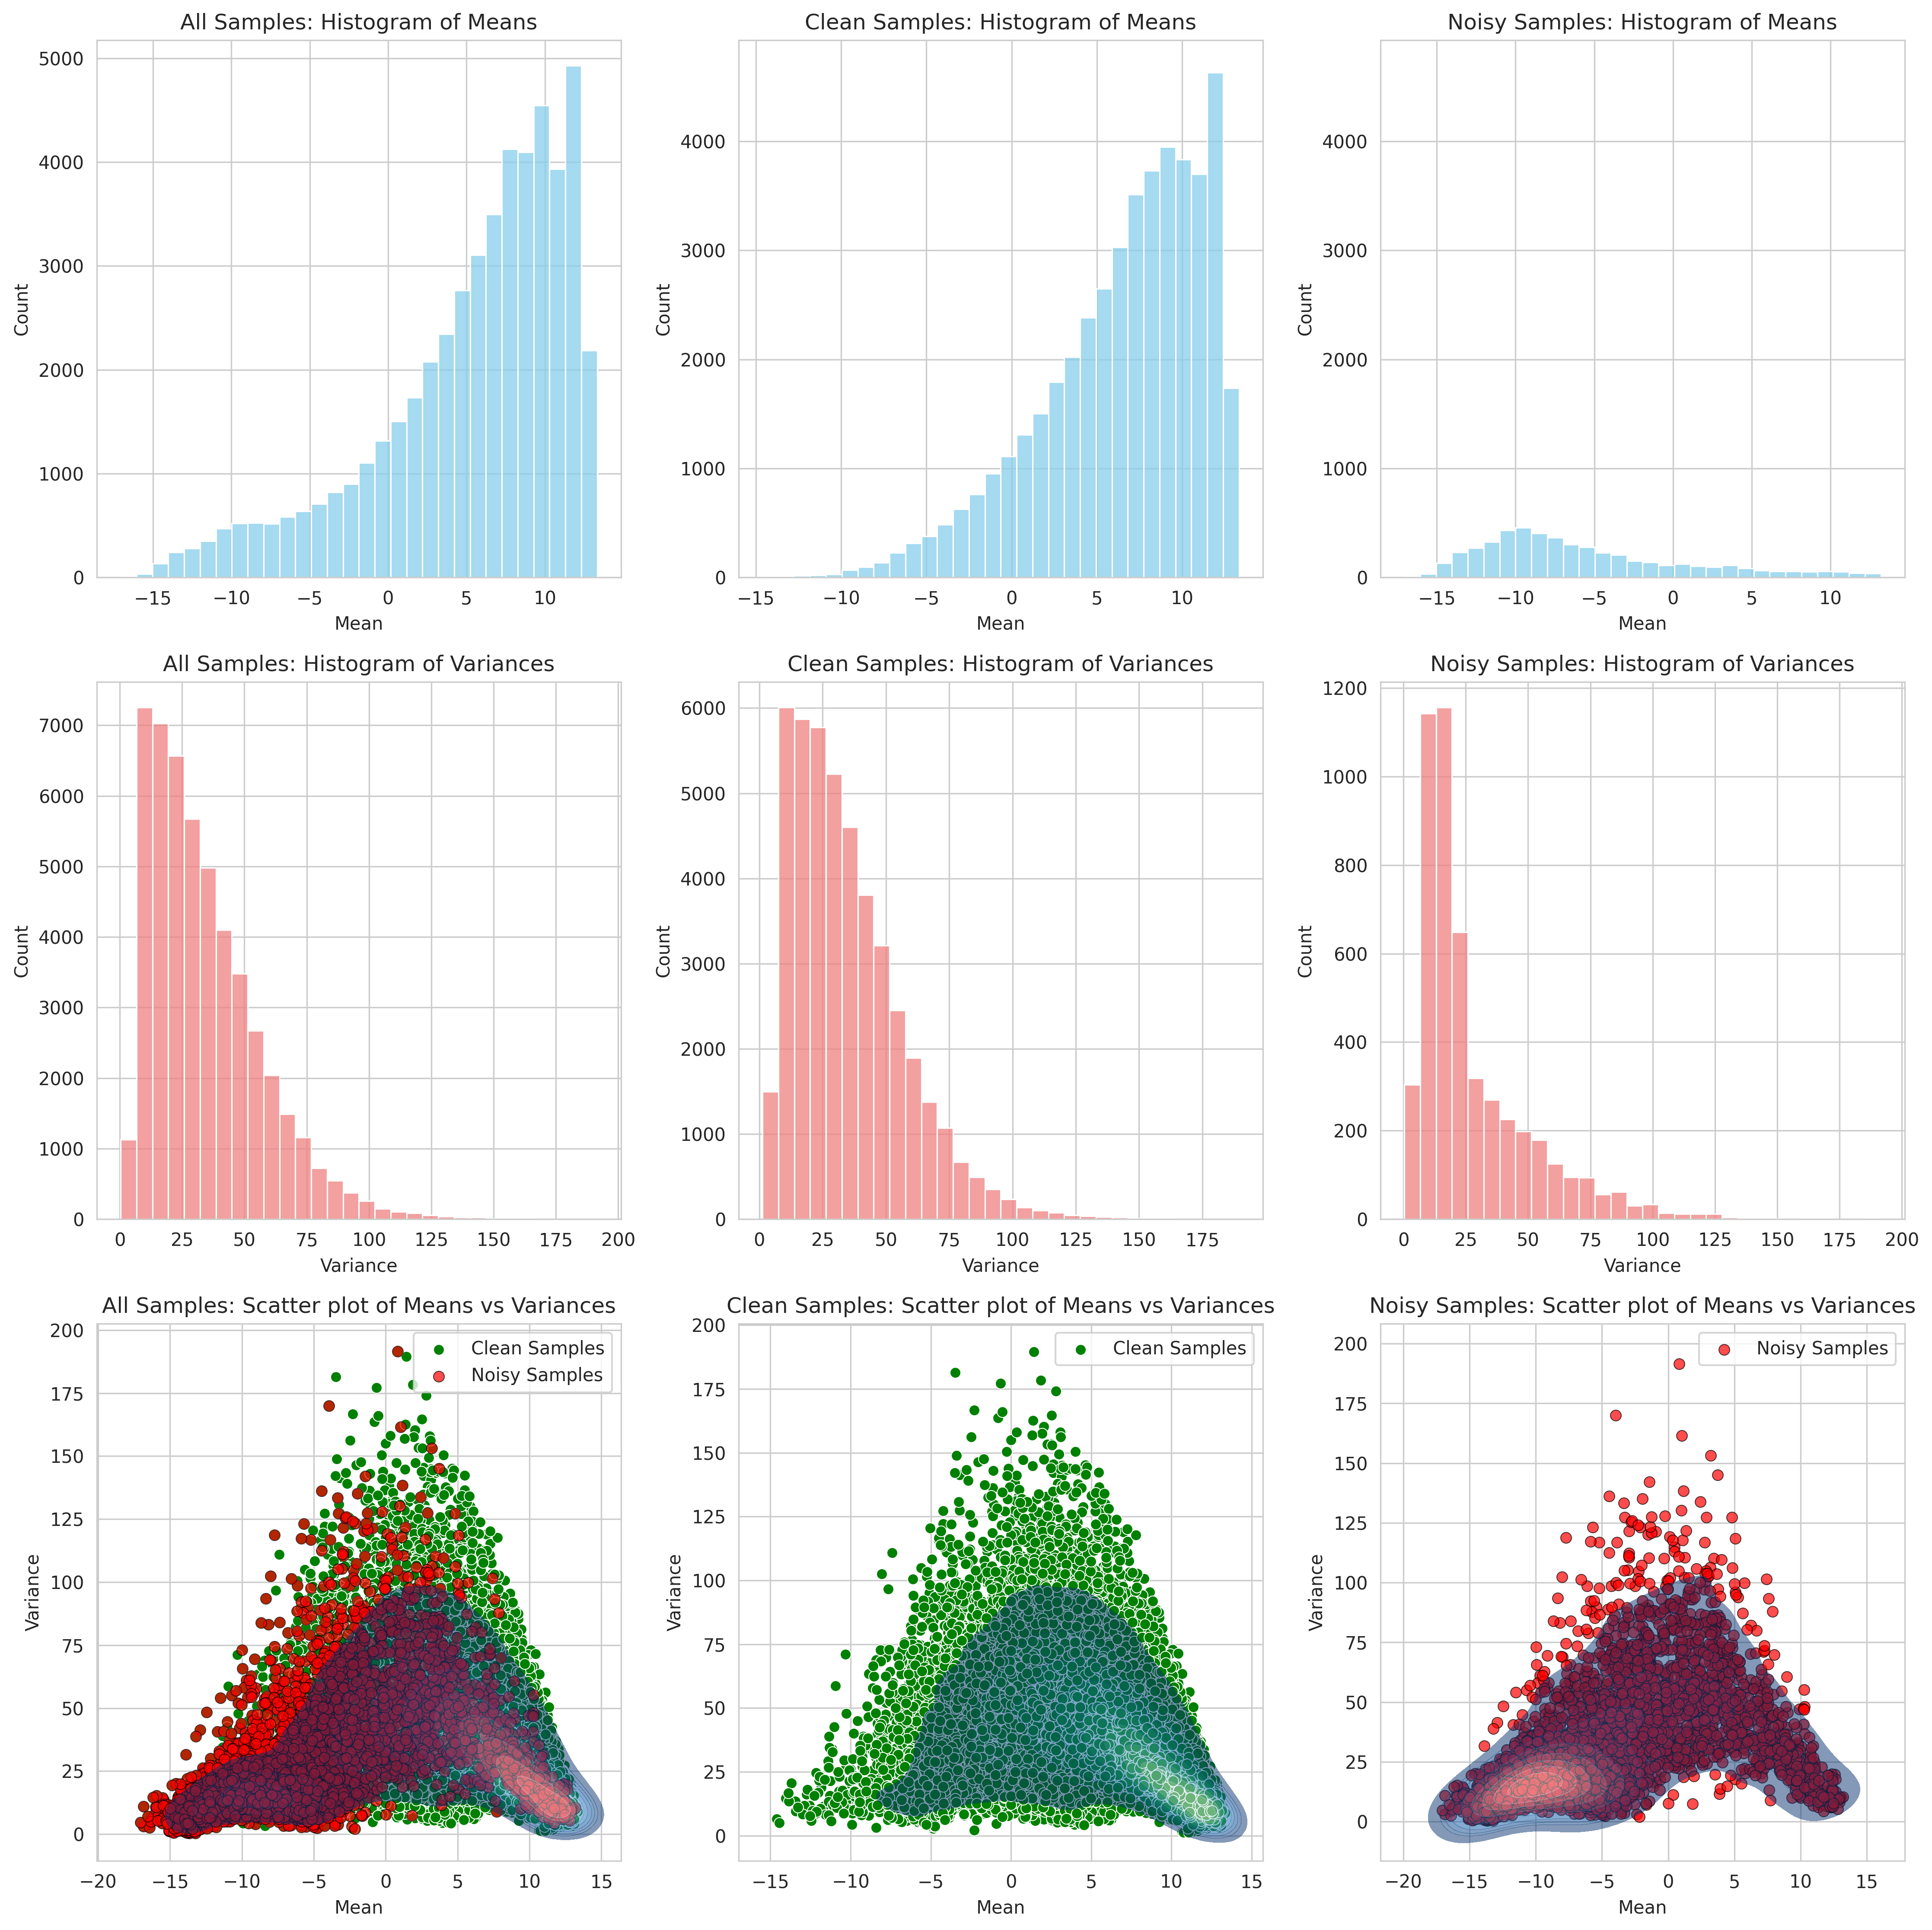 All Samples: Histogram of Means
Clean Samples: Histogram of Means
Noisy Samples: Histogram of Means
5000
4000
3000
2000
1000
0
Count
−15 −10 −5 0 5 10
Mean
4000
3000
2000
1000
0
Count
−15 −10 −5 0 5 10
Mean
4000
3000
2000
1000
0
Count
−15 −10 −5 0 5 10
Mean
All Samples: Histogram of Variances
Clean Samples: Histogram of Variances
Noisy Samples: Histogram of Variances
7000
6000
5000
4000
3000
2000
1000
0
Count
0 25 50 75 100 125 150 175 200
Variance
6000
5000
4000
3000
2000
1000
0
Count
0 25 50 75 100 125 150 175
Variance
1200
1000
800
600
400
200
0
Count
0 25 50 75 100 125 150 175 200
Variance
All Samples: Scatter plot of Means vs Variances
Clean Samples: Scatter plot of Means vs Variances
Noisy Samples: Scatter plot of Means vs Variances
Clean Samples
Noisy Samples
200
175
150
125
100
75
50
25
0
Variance
−20 −15 −10 −5 0 5 10 15
Mean
Clean Samples
200
175
150
125
100
75
50
25
0
Variance
−15 −10 −5 0 5 10 15
Mean
Noisy Samples
200
175
150
125
100
75
50
25
0
Variance
−20 −15 −10 −5 0 5 10 15
Mean